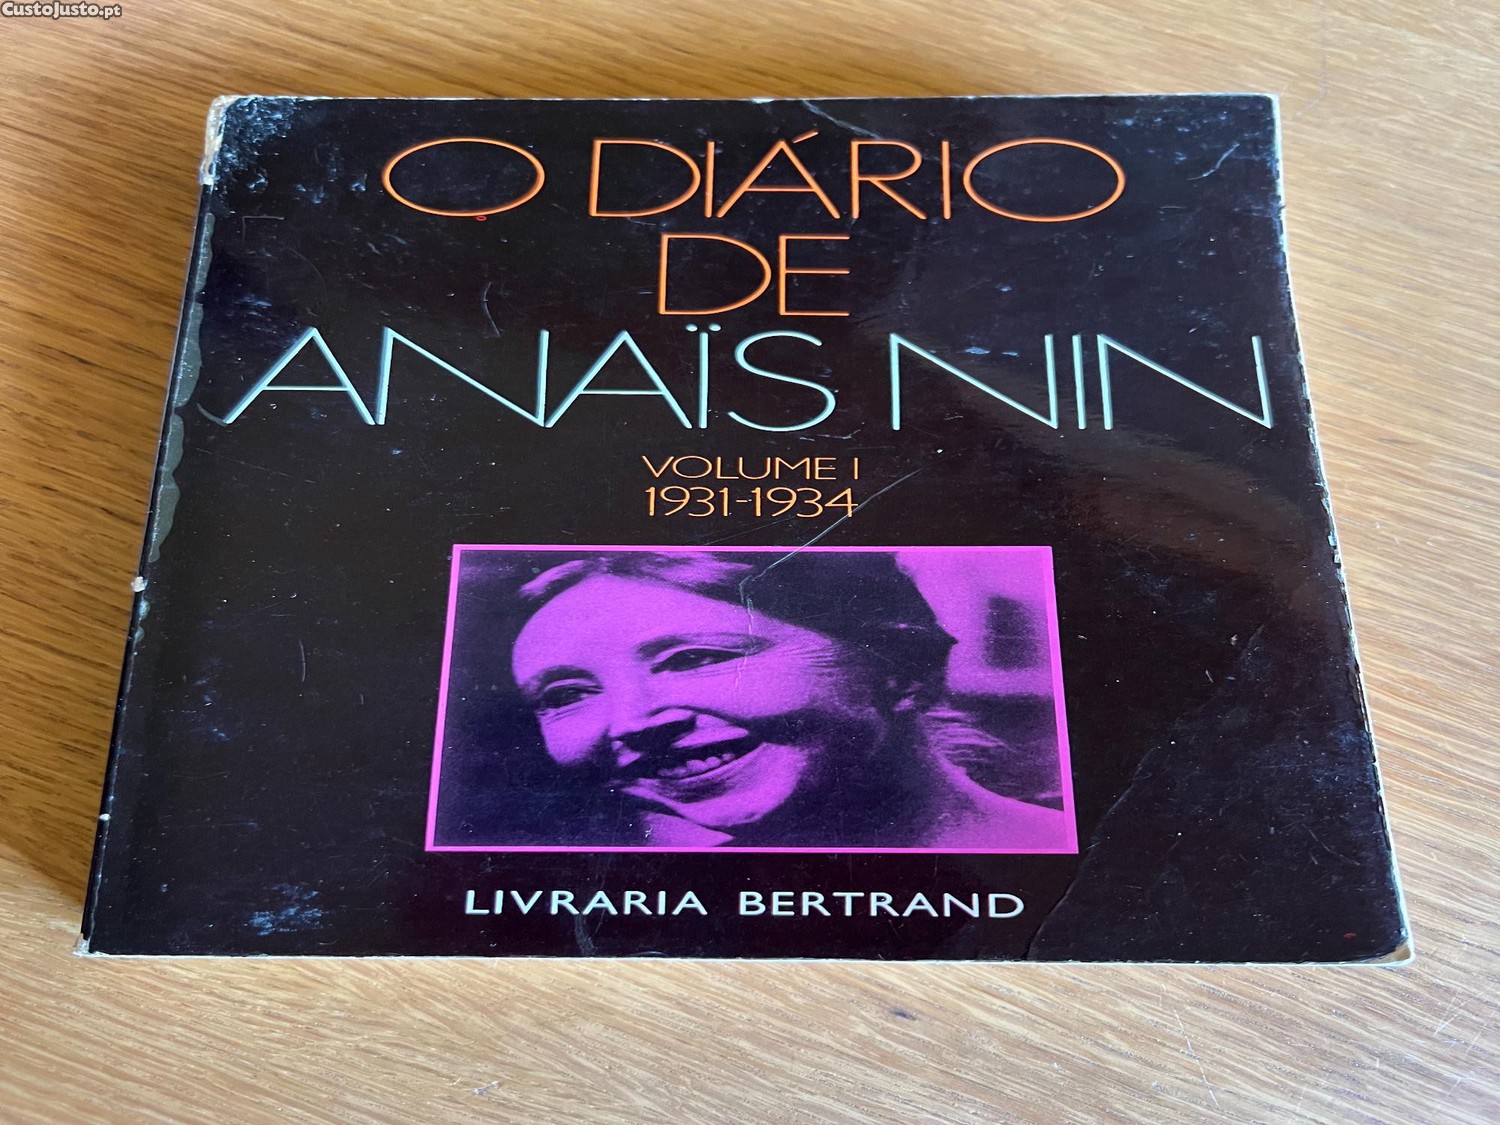 CustoJusto.pt
O DIÁRIO
DE
ANAÏS NIN
VOLUME I
1931-1934
LIVRARIA BERTRAND